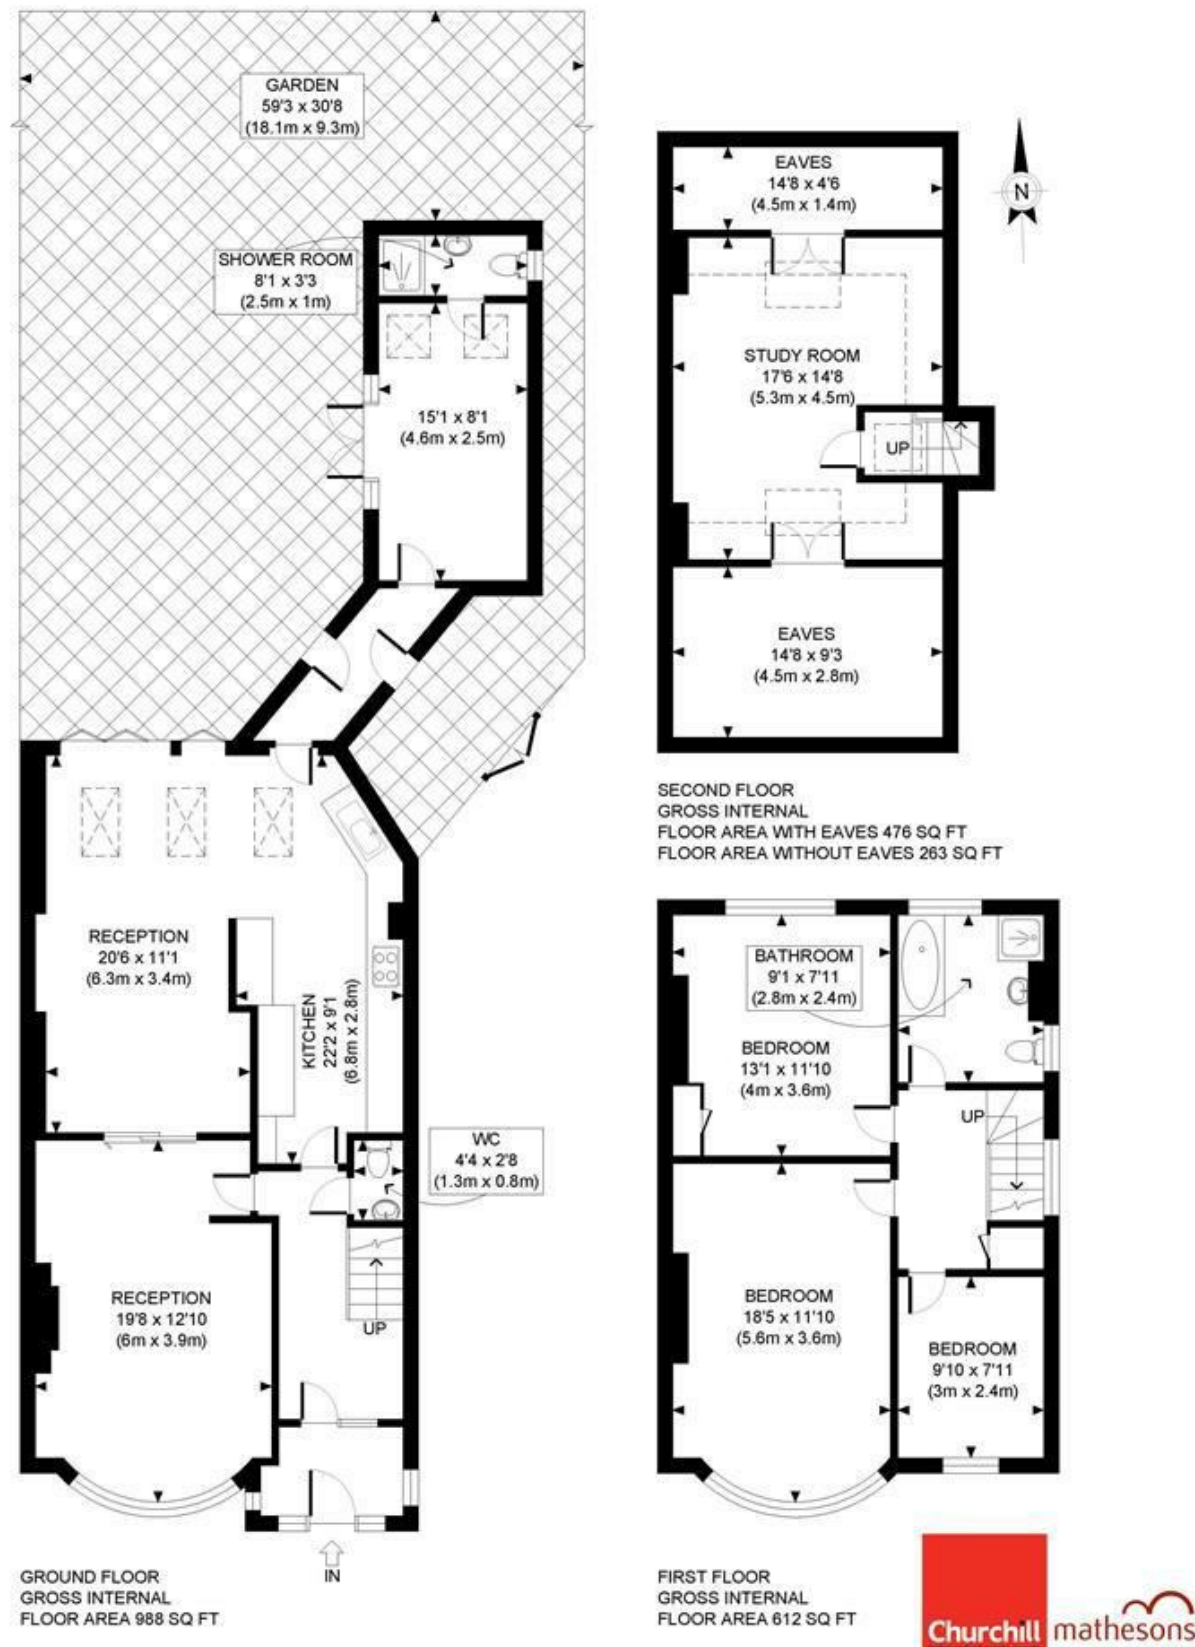 GARDEN
59'3 x 30'8
(18.1m x 9.3m)
SHOWER ROOM
8'1 x 3'3
(2.5m x 1m)
15'1 x 8'1
(4.6m x 2.5m)
RECEPTION
20'6 x 11'1
(6.3m x 3.4m)
KITCHEN
22'2 x 9'1
(6.8m x 2.8m)
WC
4'4 x 2'8
(1.3m x 0.8m)
RECEPTION
19'8 x 12'10
(6m x 3.9m)
UP
IN
GROUND FLOOR
GROSS INTERNAL
FLOOR AREA 988 SQ FT
N
EAVES
14'8 x 4'6
(4.5m x 1.4m)
STUDY ROOM
17'6 x 14'8
(5.3m x 4.5m)
UP
EAVES
14'8 x 9'3
(4.5m x 2.8m)
SECOND FLOOR
GROSS INTERNAL
FLOOR AREA WITH EAVES 476 SQ FT
FLOOR AREA WITHOUT EAVES 263 SQ FT
BATHROOM
9'1 x 7'11
(2.8m x 2.4m)
BEDROOM
13'1 x 11'10
(4m x 3.6m)
UP
BEDROOM
18'5 x 11'10
(5.6m x 3.6m)
BEDROOM
9'10 x 7'11
(3m x 2.4m)
FIRST FLOOR
GROSS INTERNAL
FLOOR AREA 612 SQ FT
Churchill mathesons